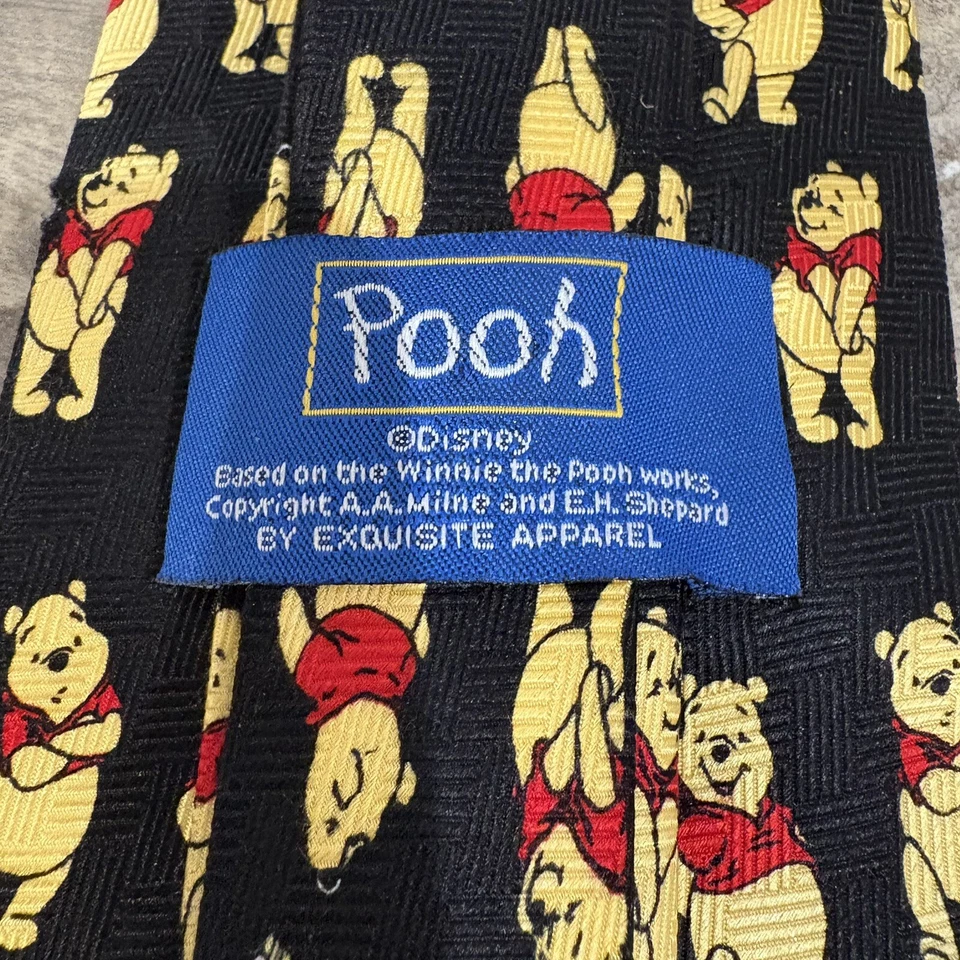 Pooh
©Disney
Based on the Winnie the Pooh works,
Copyright A.A. Milne and E.H. Shepard
BY EXQUISITE APPAREL